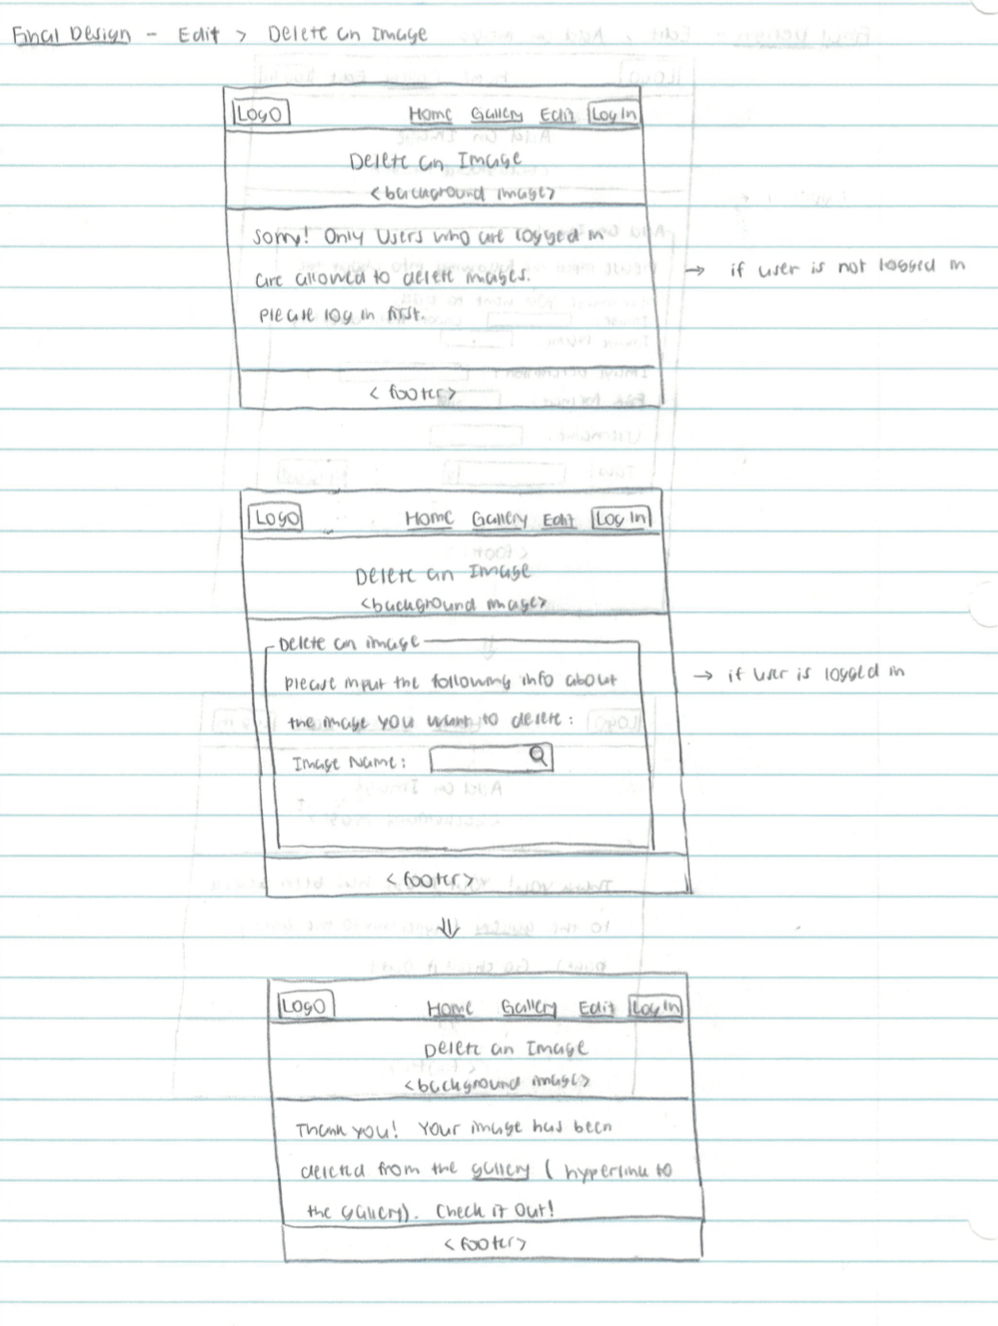 Final Design - Edit > Delete an Image
Logo Home Gallery Edit Log In
Delete an Image
<background image>
Sorry! Only users who are logged in
are allowed to delete images.
Please log in first.
→ if user is not logged in
<footer>
Logo Home Gallery Edit Log In
Delete an Image
<background image>
Delete an image
Please input the following info about
the image you want to delete:
Image Name:
→ if user is logged in
<footer>
Logo Home Gallery Edit Log In
Delete an Image
<background image>
Thank you! Your image has been
deleted from the gallery (hyperlink to
the gallery). Check it out!
<footer>